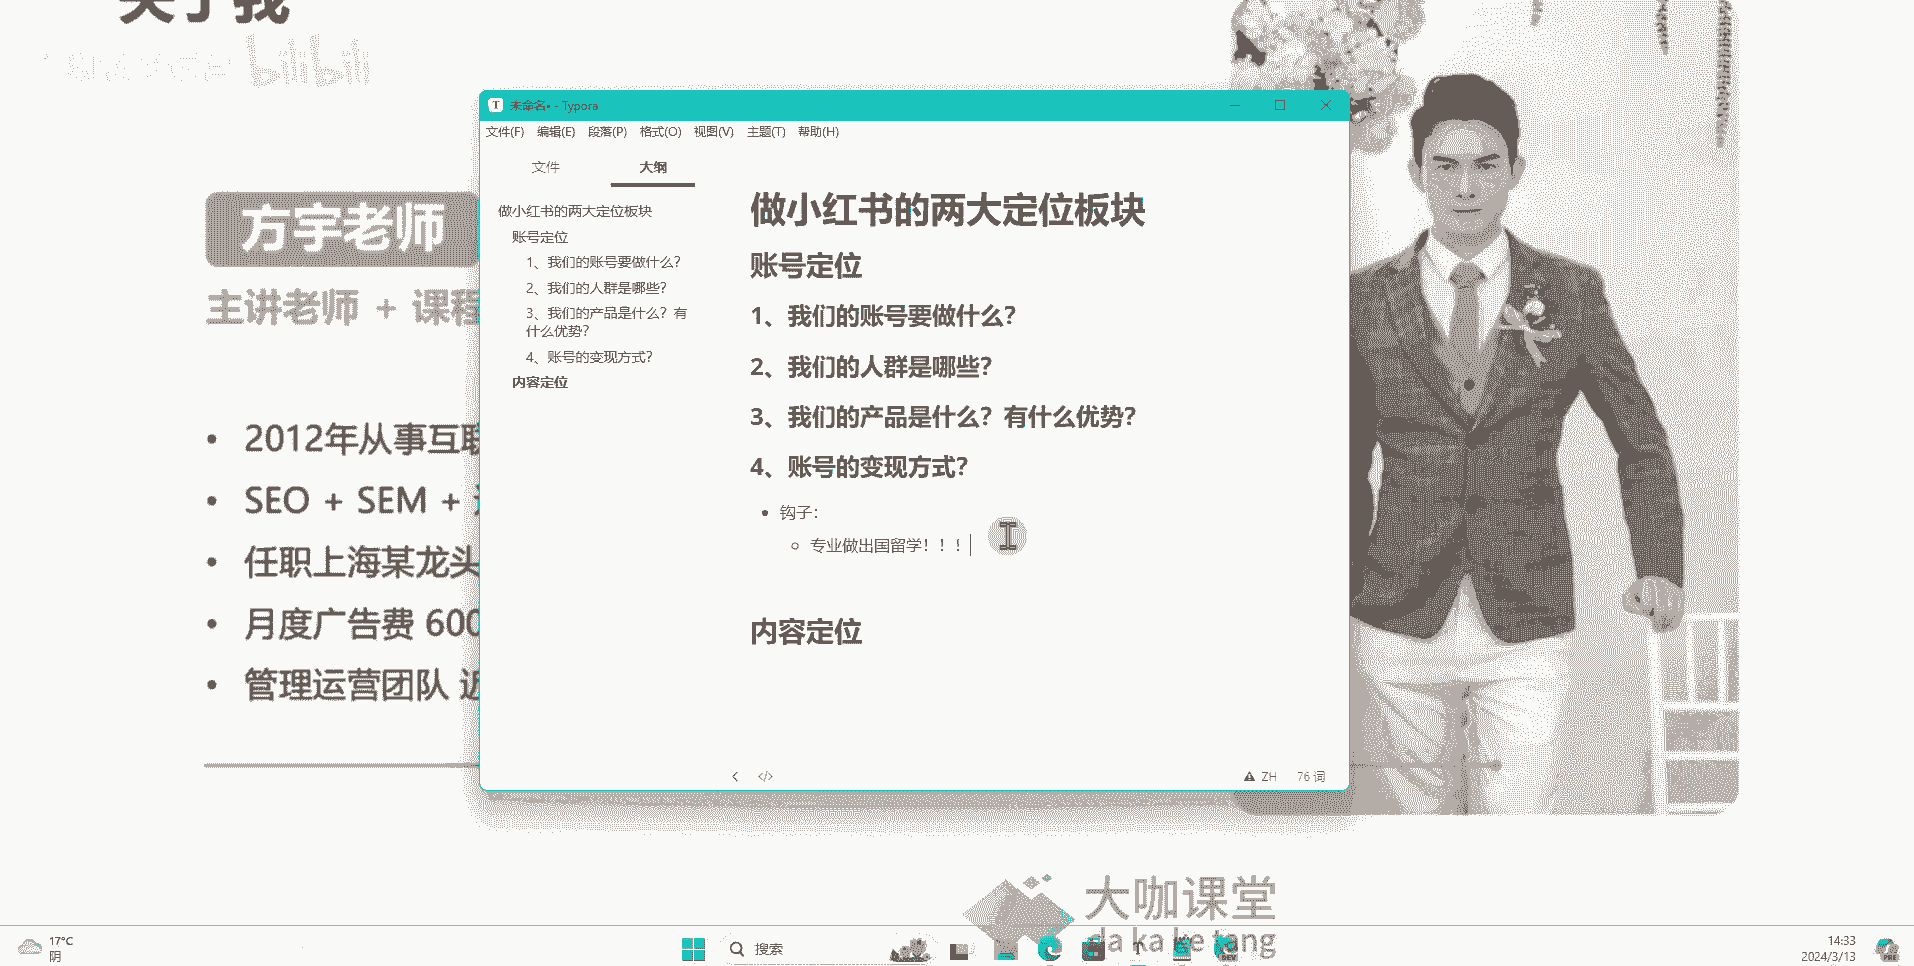 关于我
bilibili
方宇老师
主讲老师 + 课程
• 2012年从事互联
• SEO + SEM +
• 任职上海某龙头
• 月度广告费 600
• 管理运营团队 近
未命名• - Typora
文件(F) 编辑(E) 段落(P) 格式(O) 视图(V) 主题(T) 帮助(H)
文件 大纲
做小红书的两大定位板块
账号定位
1、我们的账号要做什么?
2、我们的人群是哪些?
3、我们的产品是什么? 有
什么优势?
4、账号的变现方式?
内容定位
做小红书的两大定位板块
账号定位
1、我们的账号要做什么?
2、我们的人群是哪些?
3、我们的产品是什么? 有什么优势?
4、账号的变现方式?
• 钩子:
○ 专业做出国留学! ! !
内容定位
</> ZH 76 词
大咖课堂
da ka ke tang
17°C
阴
搜索
DEV
14:33
2024/3/13
PRE